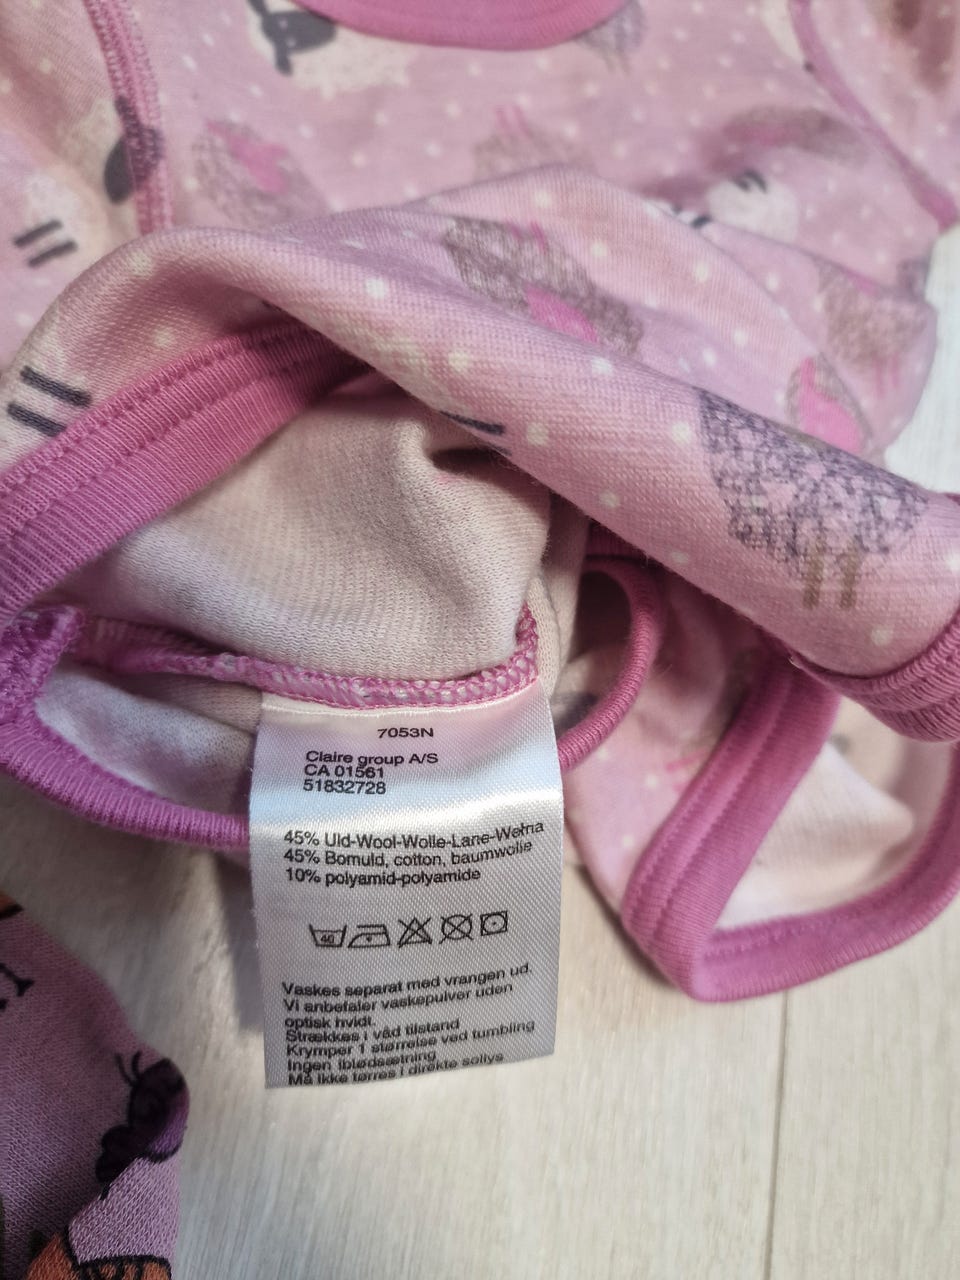 7053N
Claire group A/S
CA 01561
51832728
45% Uld-Wool-Wolle-Lane-Wełna
45% Bomuld, cotton, baumwolle
10% polyamid-polyamide
40
Vaskes separat med vrangen ud.
Vi anbefaler vaskepulver uden
optisk hvidt.
Strækkes i våd tilstand
Krymper 1 størrelse ved tumbling
Ingen iblødsætning
Må ikke tørres i direkte sollys